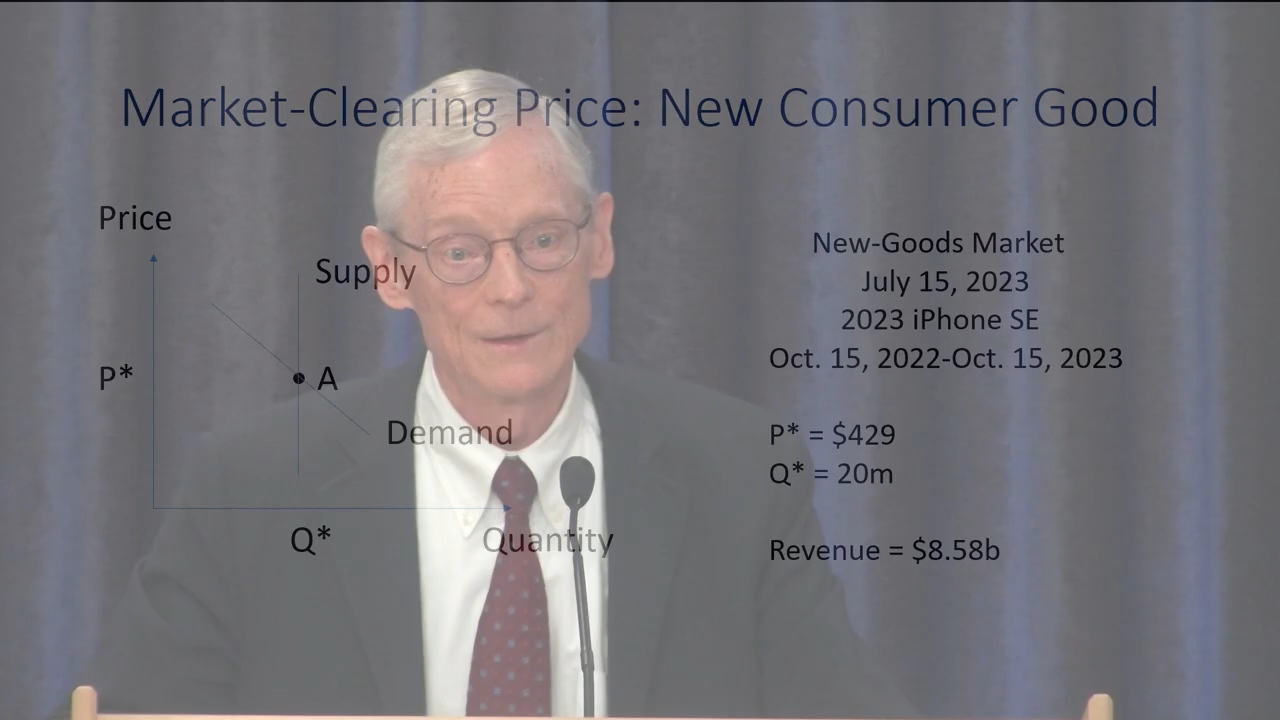 Market-Clearing Price: New Consumer Good
Price
Supply
P*
A
Demand
Q*
Quantity
New-Goods Market
July 15, 2023
2023 iPhone SE
Oct. 15, 2022-Oct. 15, 2023
P* = $429
Q* = 20m
Revenue = $8.58b